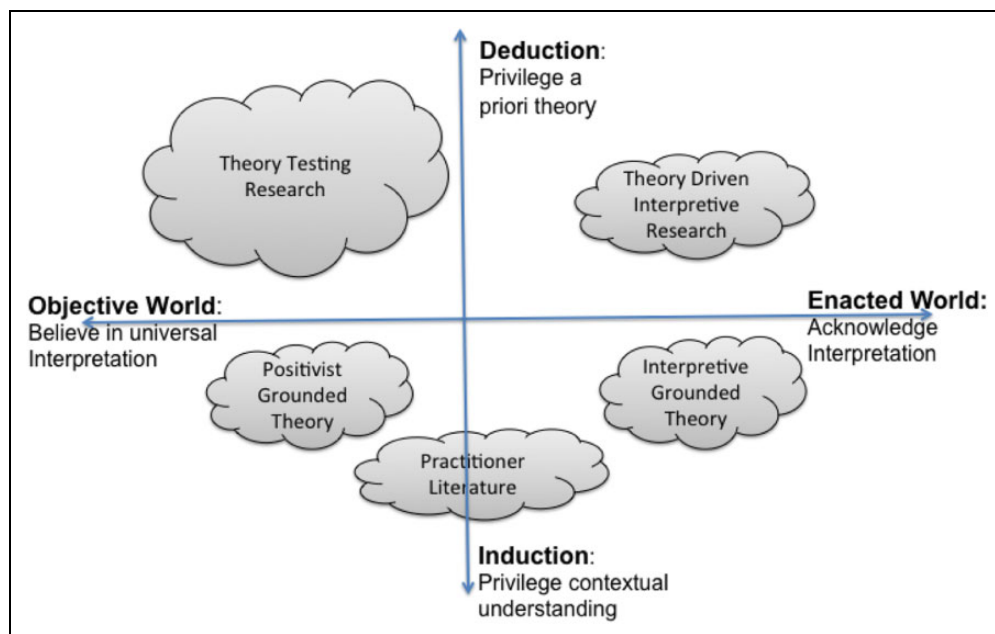 Deduction:
Privilege a
priori theory
Theory Testing
Research
Theory Driven
Interpretive
Research
Objective World:
Believe in universal
Interpretation
Enacted World:
Acknowledge
Interpretation
Positivist
Grounded
Theory
Interpretive
Grounded
Theory
Practitioner
Literature
Induction:
Privilege contextual
understanding